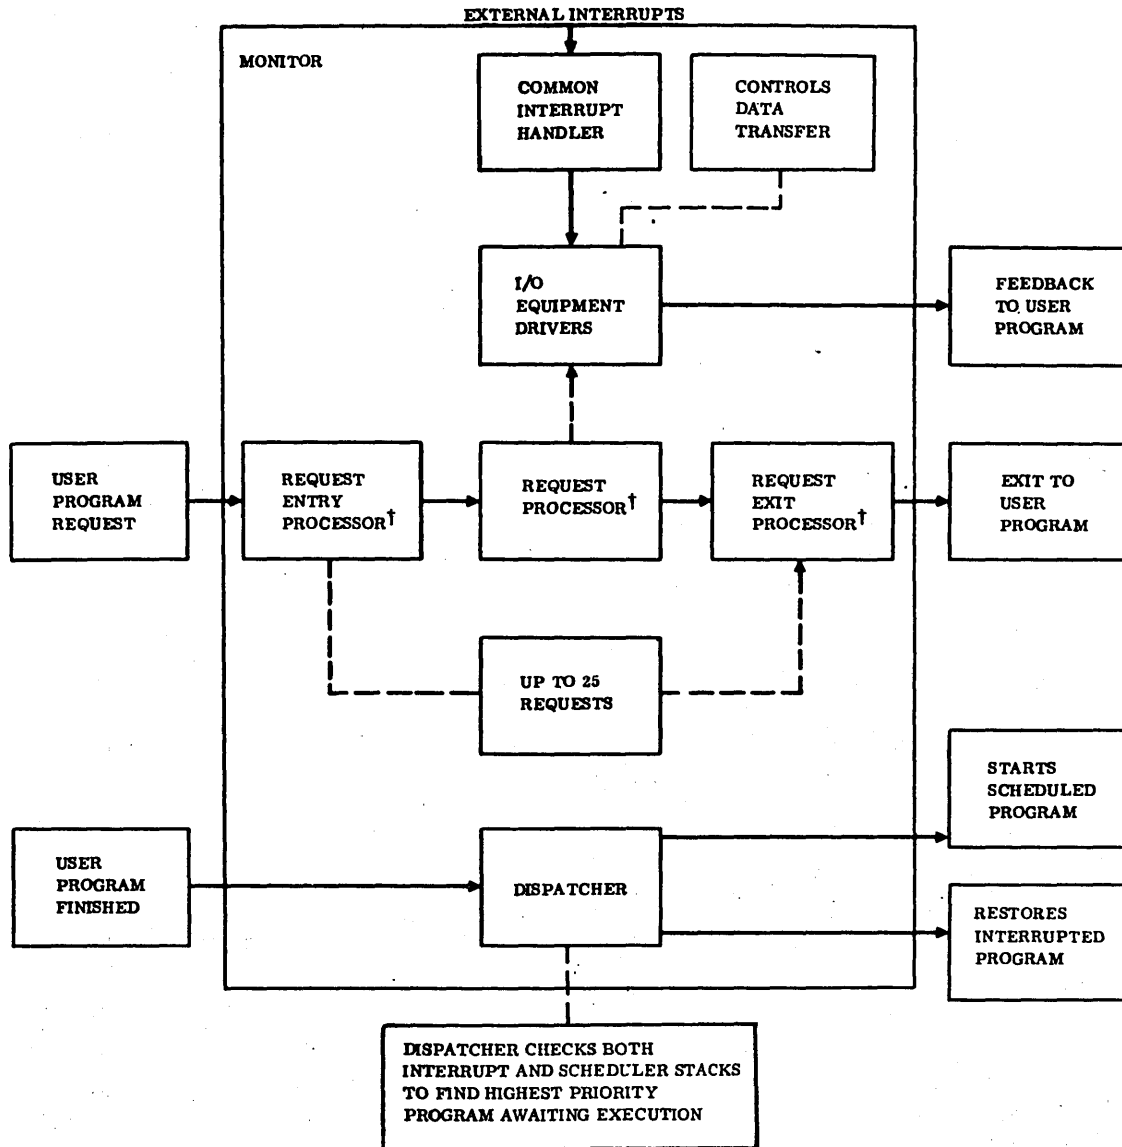 EXTERNAL INTERRUPTS
MONITOR
COMMON
INTERRUPT
HANDLER
CONTROLS
DATA
TRANSFER
I/O
EQUIPMENT
DRIVERS
FEEDBACK
TO USER
PROGRAM
USER
PROGRAM
REQUEST
REQUEST
ENTRY
PROCESSOR†
REQUEST
PROCESSOR†
REQUEST
EXIT
PROCESSOR†
EXIT TO
USER
PROGRAM
UP TO 25
REQUESTS
STARTS
SCHEDULED
PROGRAM
USER
PROGRAM
FINISHED
DISPATCHER
RESTORES
INTERRUPTED
PROGRAM
DISPATCHER CHECKS BOTH
INTERRUPT AND SCHEDULER STACKS
TO FIND HIGHEST PRIORITY
PROGRAM AWAITING EXECUTION